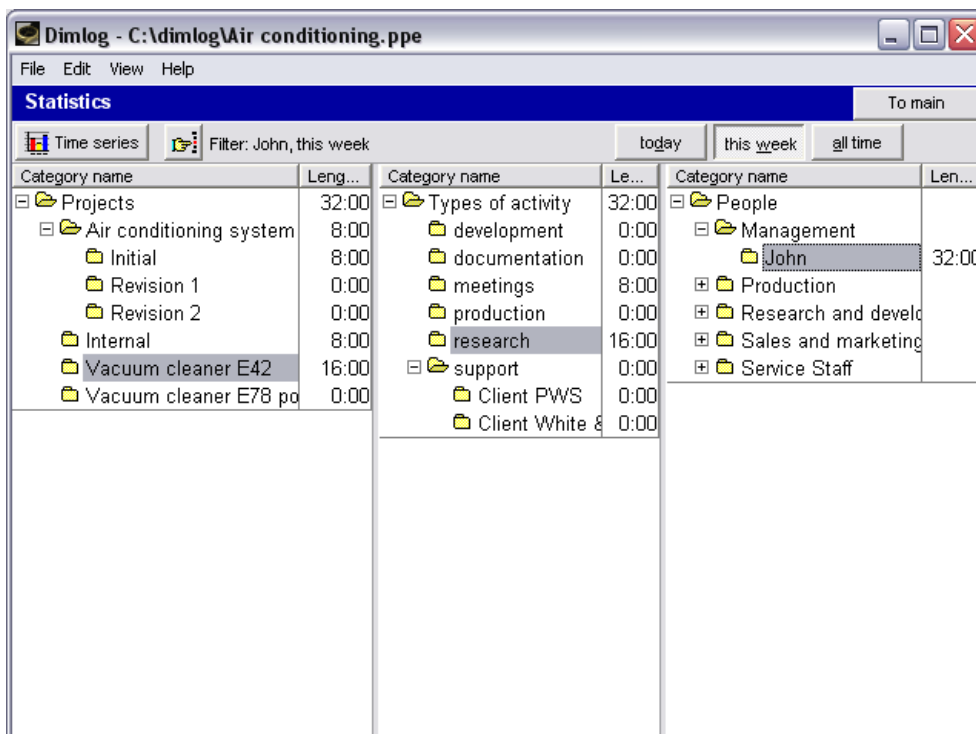 Dimlog - C:\dimlog\Air conditioning.ppe
File Edit View Help
Statistics To main
Time series Filter: John, this week today this week all time
Category name Leng... Category name Le... Category name Len...
Projects 32:00 Types of activity 32:00 People
Air conditioning system 8:00 development 0:00 Management
Initial 8:00 documentation 0:00 John 32:00
Revision 1 0:00 meetings 8:00 Production
Revision 2 0:00 production 0:00 Research and develo
Internal 8:00 research 16:00 Sales and marketing
Vacuum cleaner E42 16:00 support 0:00 Service Staff
Vacuum cleaner E78 po 0:00 Client PWS 0:00
Client White & 0:00